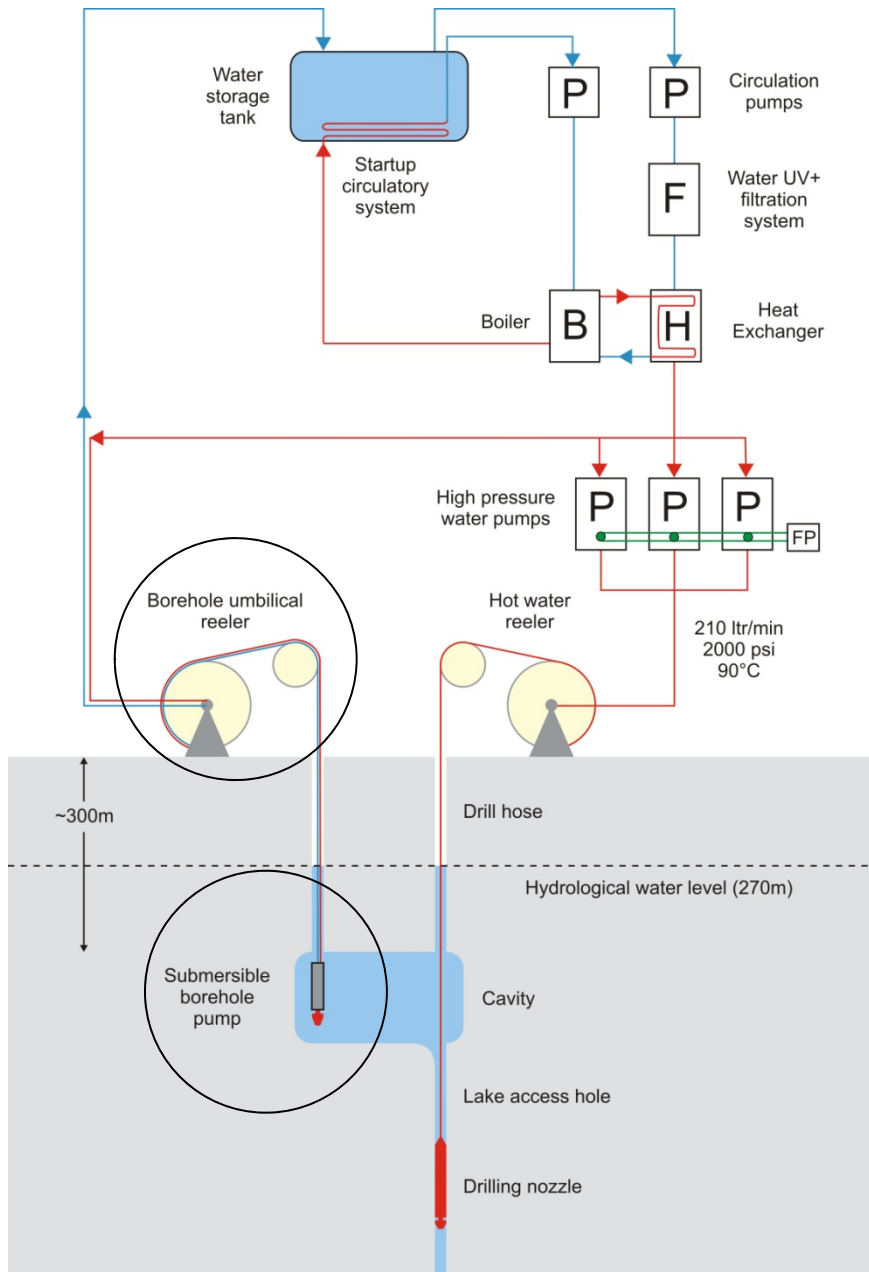 Water
storage
tank
P
P
Circulation
pumps
Startup
circulatory
system
F
Water UV+
filtration
system
Boiler
B
H
Heat
Exchanger
High pressure
water pumps
P
P
P
FP
Borehole umbilical
reeler
Hot water
reeler
210 ltr/min
2000 psi
90°C
~300m
Drill hose
Hydrological water level (270m)
Submersible
borehole
pump
Cavity
Lake access hole
Drilling nozzle